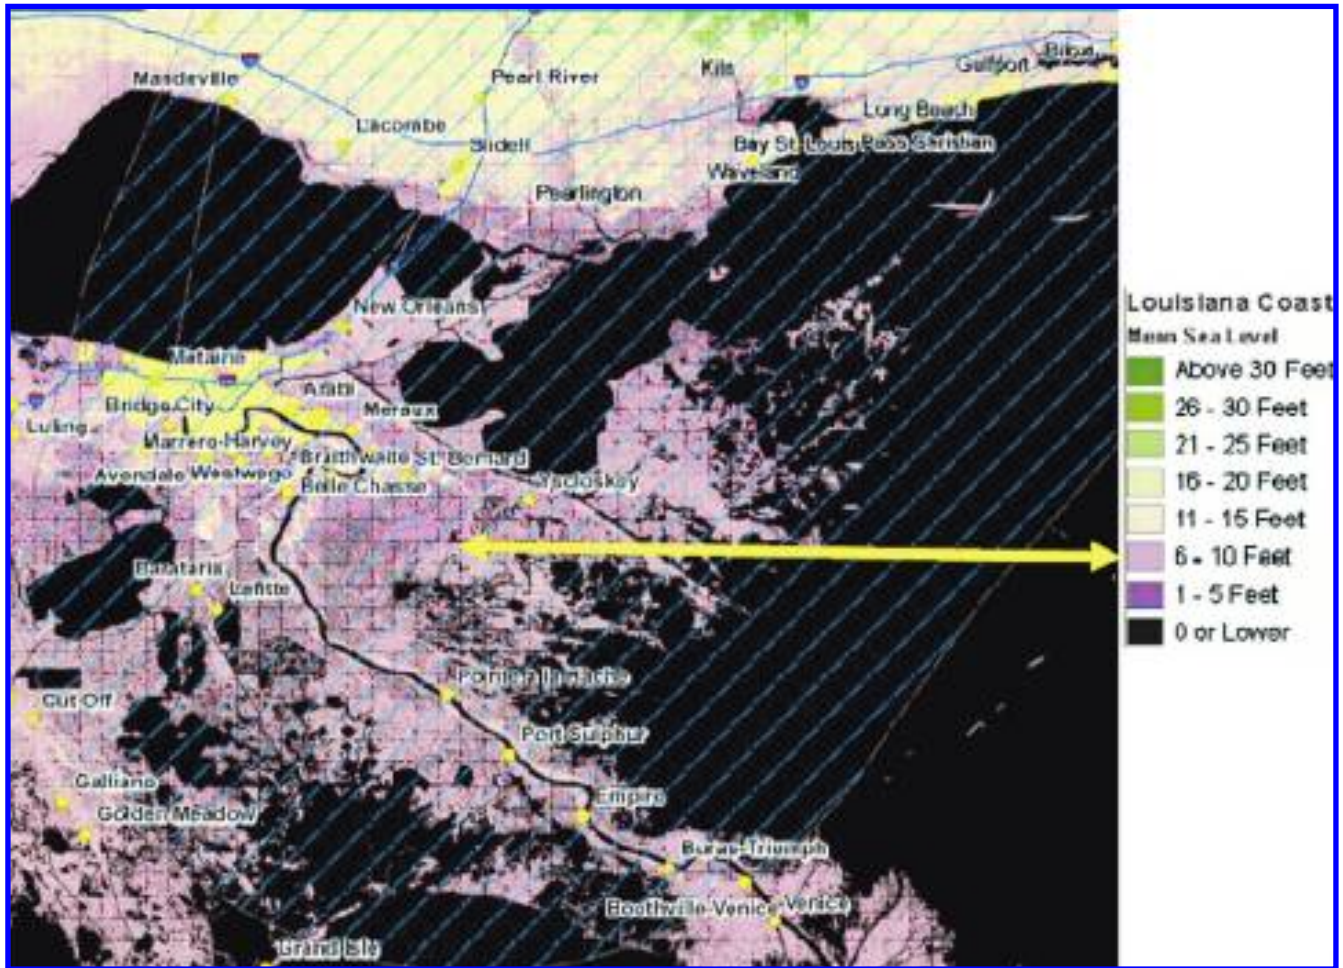 Biloxi
Gulfport
Kiln
Mandeville
Pearl River
Long Beach
Lacombe
Slidell
Bay St. Louis
Pass Christian
Waveland
Pearlington
New Orleans
Metairie
Arabi
Bridge City
Meraux
Luling
Marrero
Harvey
Braithwaite
St. Bernard
Avendale
Westwego
Belle Chasse
Yscloskey
Barataria
Lafitte
Pointe a la Hache
Cut Off
Port Sulphur
Galliano
Empire
Golden Meadow
Buras-Triumph
Boothville-Venice
Venice
Grand Isle
Louisiana Coast
Mean Sea Level
Above 30 Feet
26 - 30 Feet
21 - 25 Feet
16 - 20 Feet
11 - 15 Feet
6 - 10 Feet
1 - 5 Feet
0 or Lower